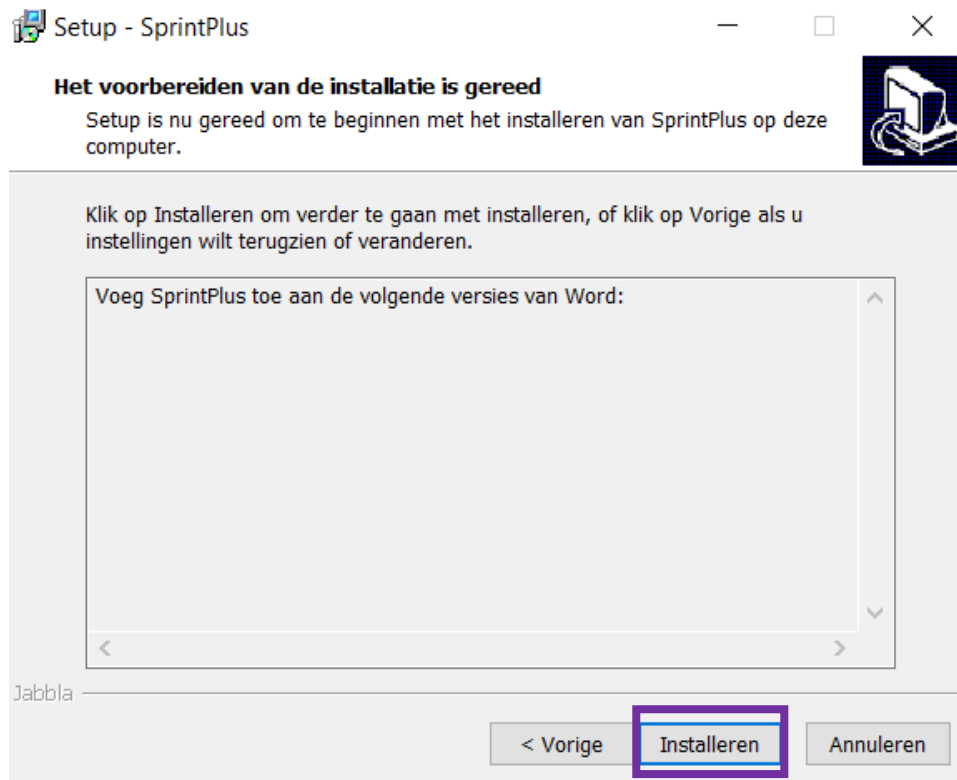 Setup - SprintPlus
Het voorbereiden van de installatie is gereed
Setup is nu gereed om te beginnen met het installeren van SprintPlus op deze
computer.
Klik op Installeren om verder te gaan met installeren, of klik op Vorige als u
instellingen wilt terugzien of veranderen.
Voeg SprintPlus toe aan de volgende versies van Word:
Jabbla
< Vorige
Installeren
Annuleren